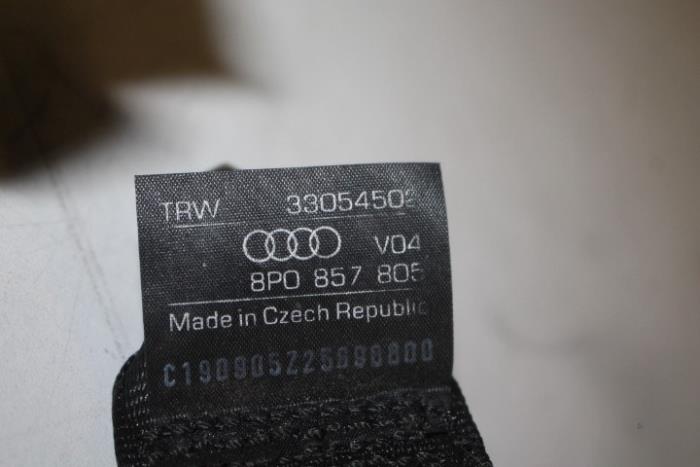 TRW 33054502
V04
8P0 857 805
Made in Czech Republic